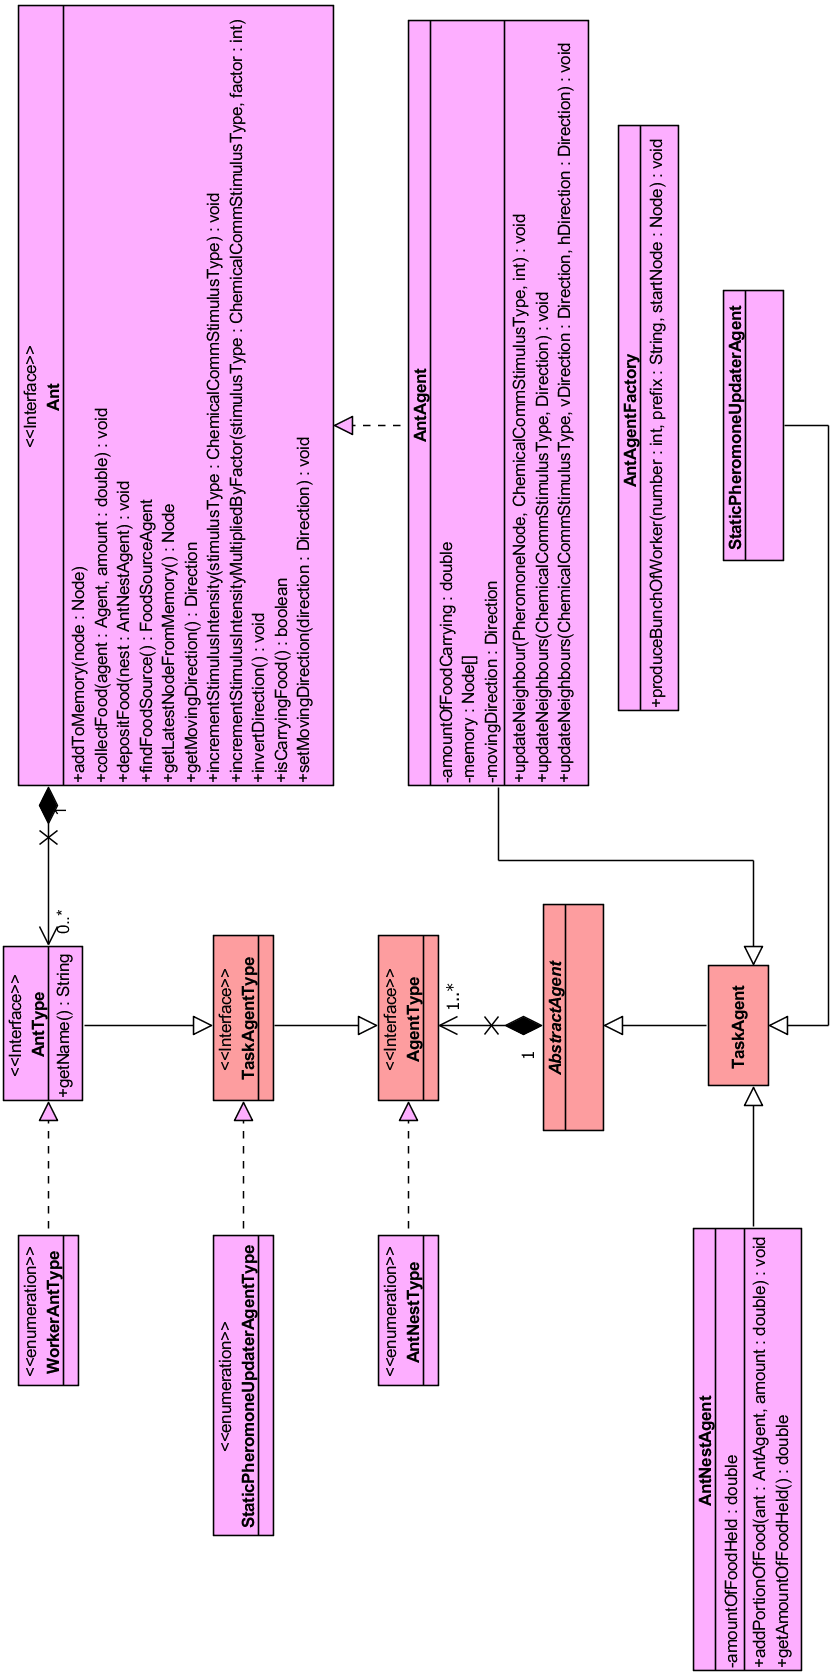 <<Interface>>
Ant
+addToMemory(node : Node)
+collectFood(agent : Agent, amount : double) : void
+depositFood(nest : AntNestAgent) : void
+findFoodSource() : FoodSourceAgent
+getLatestNodeFromMemory() : Node
+getMovingDirection() : Direction
+incrementStimulusIntensity(stimulusType : ChemicalCommStimulusType) : void
+incrementStimulusIntensityMultipliedByFactor(stimulusType : ChemicalCommStimulusType, factor : int)
+invertDirection() : void
+isCarryingFood() : boolean
+setMovingDirection(direction : Direction) : void
AntAgent
-amountOfFoodCarrying : double
-memory : Node[]
-movingDirection : Direction
+updateNeighbour(PheromoneNode, ChemicalCommStimulusType, int) : void
+updateNeighbours(ChemicalCommStimulusType, Direction) : void
+updateNeighbours(ChemicalCommStimulusType, vDirection : Direction, hDirection : Direction) : void
AntAgentFactory
+produceBunchOfWorker(number : int, prefix : String, startNode : Node) : void
StaticPheromoneUpdaterAgent
1
0..*
<<Interface>>
AntType
+getName() : String
<<Interface>>
TaskAgentType
<<Interface>>
AgentType
1..*
1
AbstractAgent
TaskAgent
<<enumeration>>
WorkerAntType
<<enumeration>>
StaticPheromoneUpdaterAgentType
<<enumeration>>
AntNestType
AntNestAgent
-amountOfFoodHeld : double
+addPortionOfFood(ant : AntAgent, amount : double) : void
+getAmountOfFoodHeld() : double